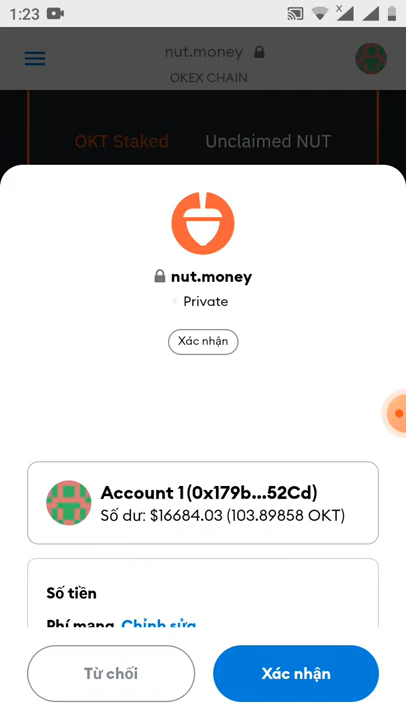 1:23
nut.money
OKEX CHAIN
OKT Staked Unclaimed NUT
nut.money
Private
Xác nhận
Account 1 (0x179b...52Cd)
Số dư: $16684.03 (103.89858 OKT)
Số tiền
Phí mạng Chỉnh sửa
Từ chối Xác nhận